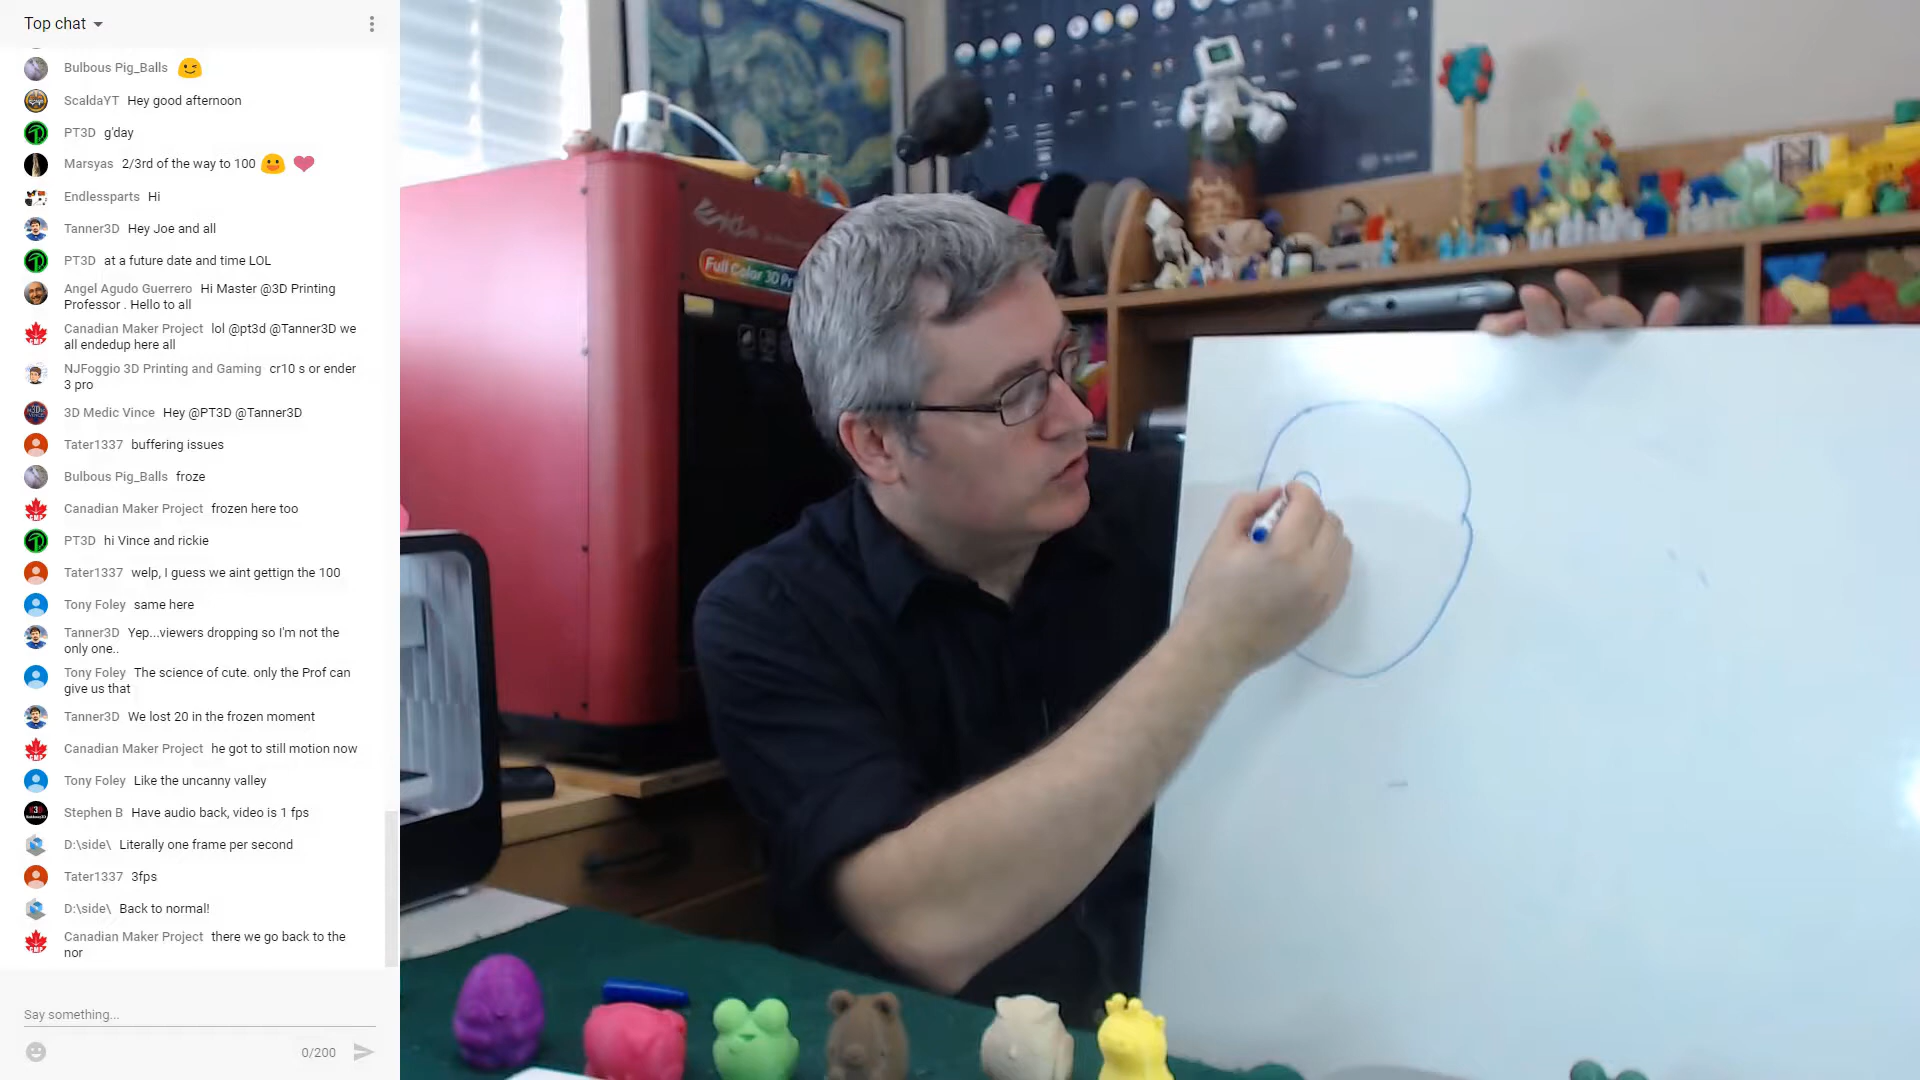 Top chat
Bulbous Pig_Balls
ScaldaYT Hey good afternoon
PT3D g'day
Marsyas 2/3rd of the way to 100
Endlessparts Hi
Tanner3D Hey Joe and all
PT3D at a future date and time LOL
Angel Agudo Guerrero Hi Master @3D Printing
Professor . Hello to all
Canadian Maker Project lol @pt3d @Tanner3D we
all endedup here all
NJFoggio 3D Printing and Gaming cr10 s or ender
3 pro
3D Medic Vince Hey @PT3D @Tanner3D
Tater1337 buffering issues
Bulbous Pig_Balls froze
Canadian Maker Project frozen here too
PT3D hi Vince and rickie
Tater1337 welp, I guess we aint gettign the 100
Tony Foley same here
Tanner3D Yep...viewers dropping so I'm not the
only one..
Tony Foley The science of cute. only the Prof can
give us that
Tanner3D We lost 20 in the frozen moment
Canadian Maker Project he got to still motion now
Tony Foley Like the uncanny valley
Stephen B Have audio back, video is 1 fps
D:\side\ Literally one frame per second
Tater1337 3fps
D:\side\ Back to normal!
Canadian Maker Project there we go back to the
nor
Say something...
0/200
Full Color 3D Pr